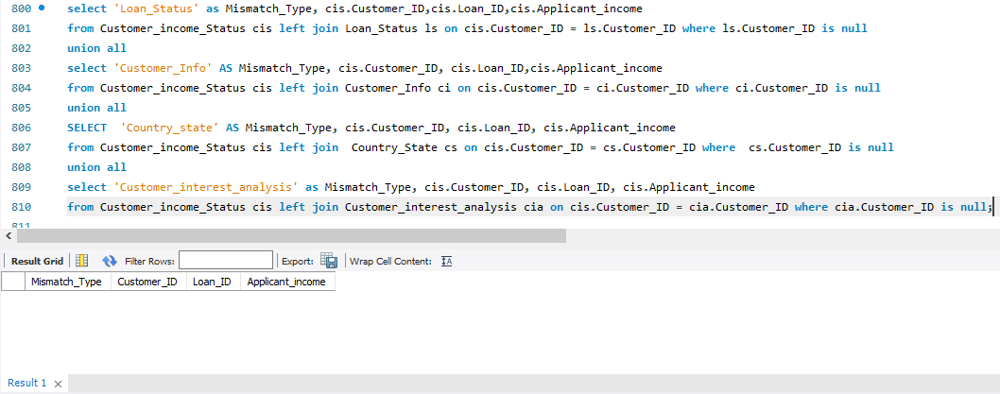 800 select 'Loan_Status' as Mismatch_Type, cis.Customer_ID,cis.Loan_ID,cis.Applicant_income
801 from Customer_income_Status cis left join Loan_Status ls on cis.Customer_ID = ls.Customer_ID where ls.Customer_ID is null
802 union all
803 select 'Customer_Info' AS Mismatch_Type, cis.Customer_ID, cis.Loan_ID,cis.Applicant_income
804 from Customer_income_Status cis left join Customer_Info ci on cis.Customer_ID = ci.Customer_ID where ci.Customer_ID is null
805 union all
806 SELECT  'Country_state' AS Mismatch_Type, cis.Customer_ID, cis.Loan_ID, cis.Applicant_income
807 from Customer_income_Status cis left join  Country_State cs on cis.Customer_ID = cs.Customer_ID where  cs.Customer_ID is null
808 union all
809 select 'Customer_interest_analysis' as Mismatch_Type, cis.Customer_ID, cis.Loan_ID, cis.Applicant_income
810 from Customer_income_Status cis left join Customer_interest_analysis cia on cis.Customer_ID = cia.Customer_ID where cia.Customer_ID is null;
811
Result Grid Filter Rows: Export: Wrap Cell Content:
Mismatch_Type Customer_ID Loan_ID Applicant_income
Result 1